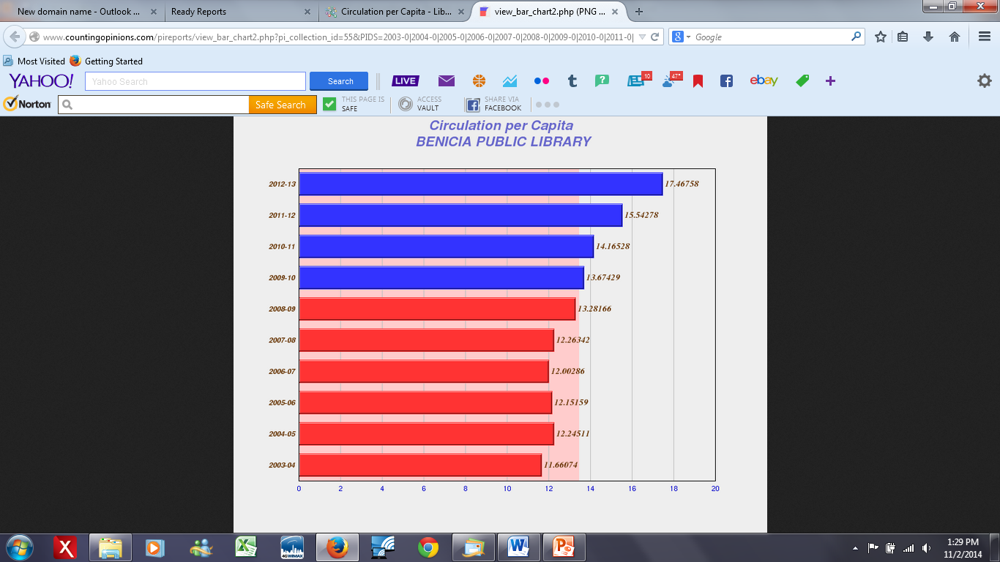 New domain name - Outlook ...
Ready Reports
Circulation per Capita - Lib...
view_bar_chart2.php (PNG ...
www.countingopinions.com/pireports/view_bar_chart2.php?pi_collection_id=55&PIDS=2003-0|2004-0|2005-0|2006-0|2007-0|2008-0|2009-0|2010-0|2011-0|
Google
Most Visited
Getting Started
YAHOO!
Yahoo Search
Search
LIVE
10
47°
ebay
Norton
Safe Search
THIS PAGE IS
SAFE
ACCESS
VAULT
SHARE VIA
FACEBOOK
Circulation per Capita
BENICIA PUBLIC LIBRARY
2012-13 17.46758
2011-12 15.54278
2010-11 14.16528
2009-10 13.67429
2008-09 13.28166
2007-08 12.26342
2006-07 12.00286
2005-06 12.15159
2004-05 12.24511
2003-04 11.66074
0 2 4 6 8 10 12 14 16 18 20
4GWIMAX
1:29 PM
11/2/2014